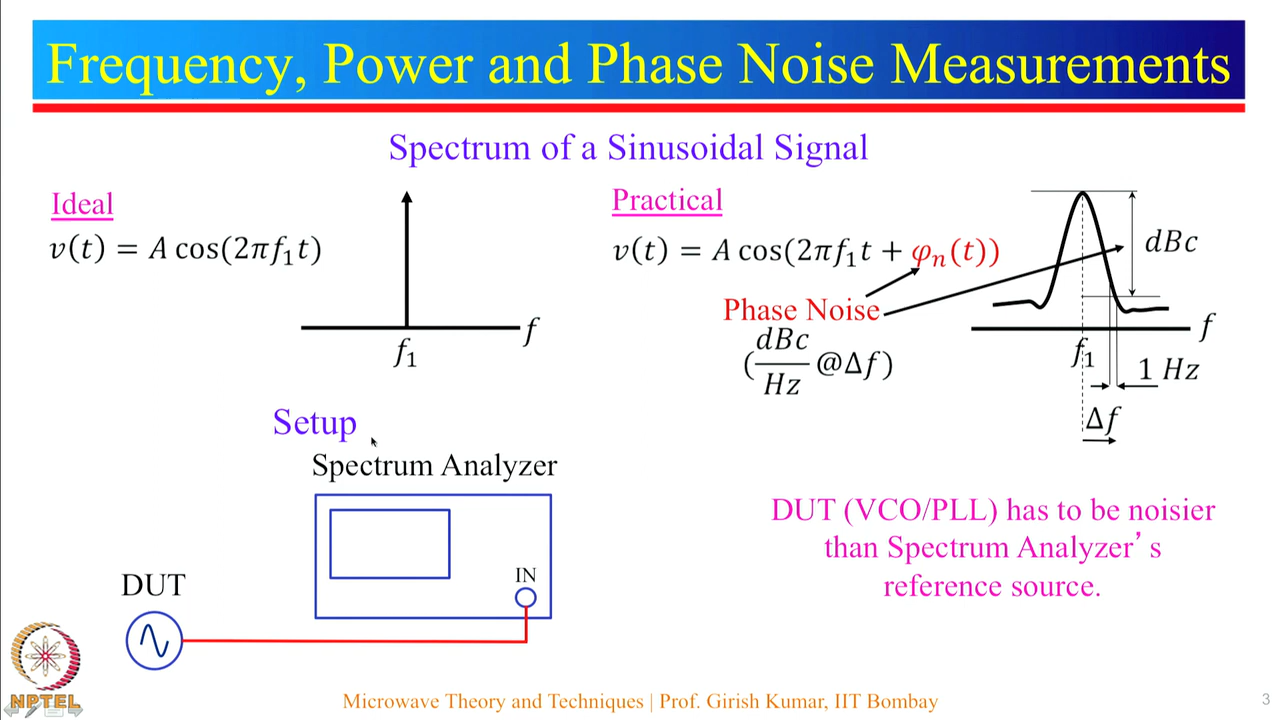 Frequency, Power and Phase Noise Measurements
Spectrum of a Sinusoidal Signal
Ideal
v(t) = A cos(2πf₁t)
f
f₁
Practical
v(t) = A cos(2πf₁t + φₙ(t))
Phase Noise
(dBc/Hz @Δf)
dBc
f
f₁
1 Hz
Δf
Setup
Spectrum Analyzer
IN
DUT
DUT (VCO/PLL) has to be noisier
than Spectrum Analyzer's
reference source.
NPTEL
Microwave Theory and Techniques | Prof. Girish Kumar, IIT Bombay
3